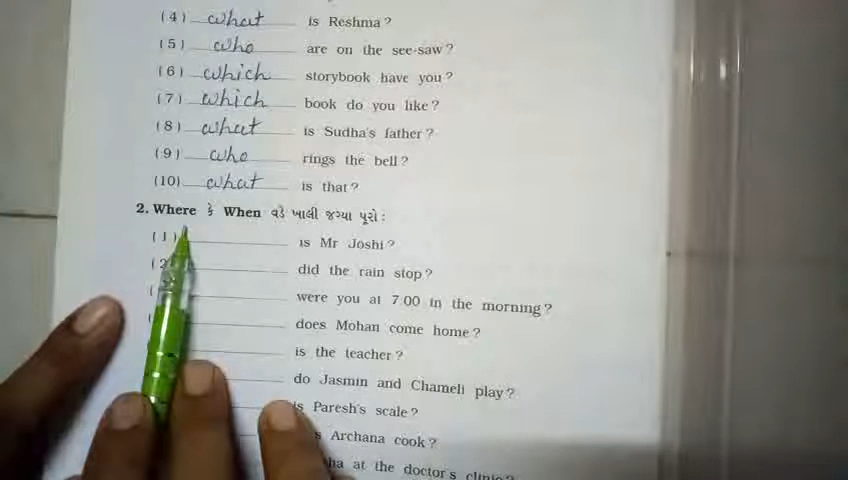 (4) what is Reshma?
(5) who are on the see-saw?
(6) which storybook have you?
(7) which book do you like?
(8) what is Sudha's father?
(9) who rings the bell?
(10) what is that?
2. Where કે When વડે ખાલી જગ્યા પૂરો :
(1) is Mr Joshi?
(2 did the rain stop?
( were you at 7 00 in the morning?
( does Mohan come home?
is the teacher?
do Jasmin and Chameli play?
is Paresh's scale?
s Archana cook?
ha at the doctor's clinic?